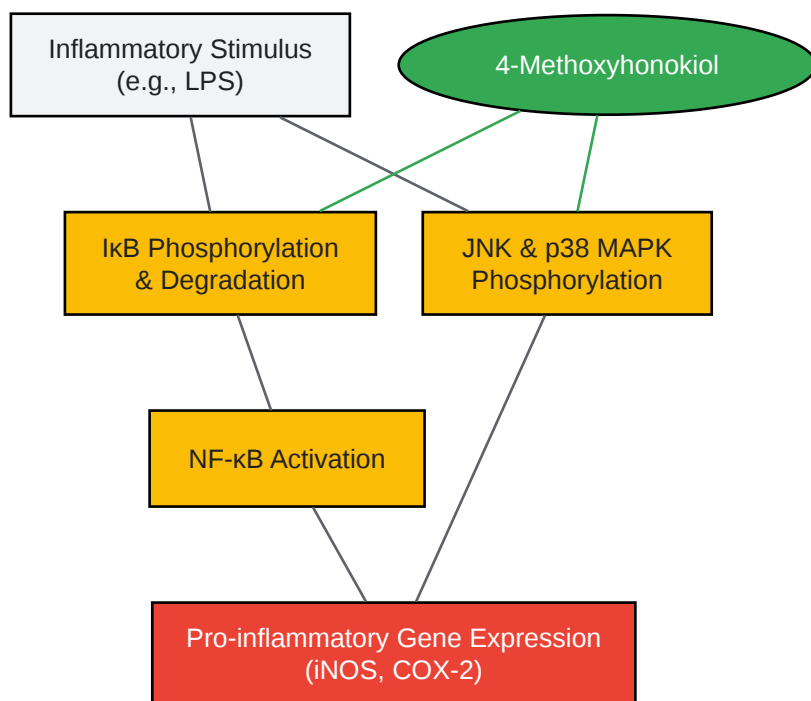 Inflammatory Stimulus
(e.g., LPS)
4-Methoxyhonokiol
IκB Phosphorylation
& Degradation
JNK & p38 MAPK
Phosphorylation
NF-κB Activation
Pro-inflammatory Gene Expression
(iNOS, COX-2)